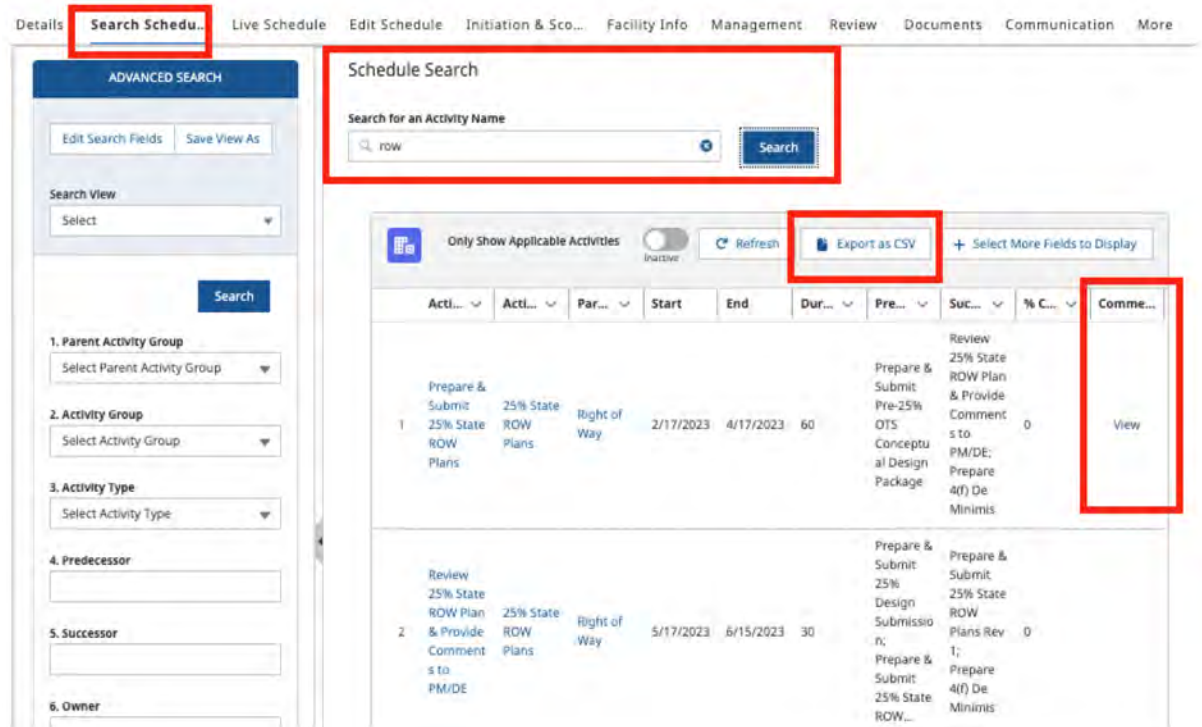 Details Search Schedu... Live Schedule Edit Schedule Initiation & Sco... Facility Info Management Review Documents Communication More
ADVANCED SEARCH
Edit Search Fields Save View As
Search View
Select
Search
1. Parent Activity Group
Select Parent Activity Group
2. Activity Group
Select Activity Group
3. Activity Type
Select Activity Type
4. Predecessor
5. Successor
6. Owner
Schedule Search
Search for an Activity Name
row
Search
Only Show Applicable Activities
Inactive
Refresh
Export as CSV
+ Select More Fields to Display
Acti... Acti... Par... Start End Dur... Pre... Suc... % C... Comme...
1
Prepare &
Submit
25% State
ROW
Plans
25% State
ROW
Plans
Right of
Way
2/17/2023 4/17/2023 60
Prepare &
Submit
Pre-25%
OTS
Conceptu
al Design
Package
Review
25% State
ROW Plan
& Provide
Comment
s to
PM/DE;
Prepare
4(f) De
Minimis
0
View
2
Review
25% State
ROW Plan
& Provide
Comment
s to
PM/DE
25% State
ROW
Plans
Right of
Way
5/17/2023 6/15/2023 30
Prepare &
Submit
25%
Design
Submissio
n;
Prepare &
Submit
25% State
ROW...
Prepare &
Submit
25% State
ROW
Plans Rev
1;
Prepare
4(f) De
Minimis
0